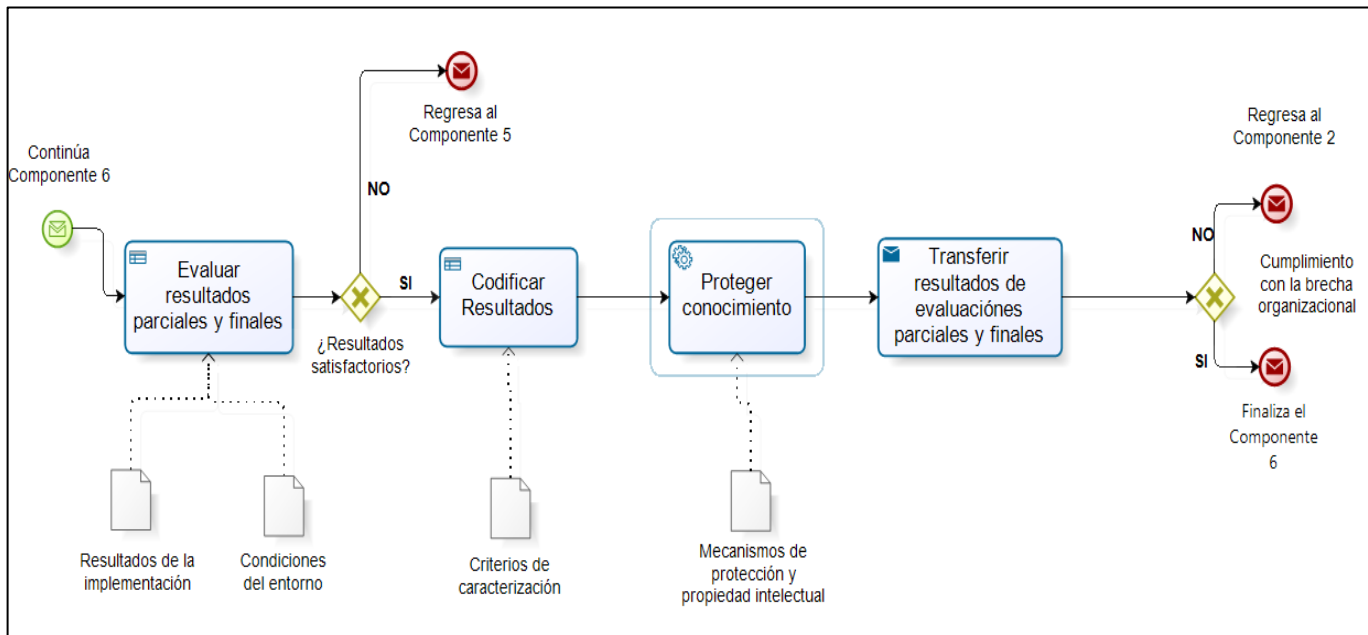 Continúa
Componente 6
Evaluar
resultados
parciales y finales
NO
Regresa al
Componente 5
¿Resultados
satisfactorios?
SI
Codificar
Resultados
Proteger
conocimiento
Transferir
resultados de
evaluaciónes
parciales y finales
Regresa al
Componente 2
NO
Cumplimiento
con la brecha
organizacional
SI
Finaliza el
Componente
6
Resultados de la
implementación
Condiciones
del entorno
Criterios de
caracterización
Mecanismos de
protección y
propiedad intelectual